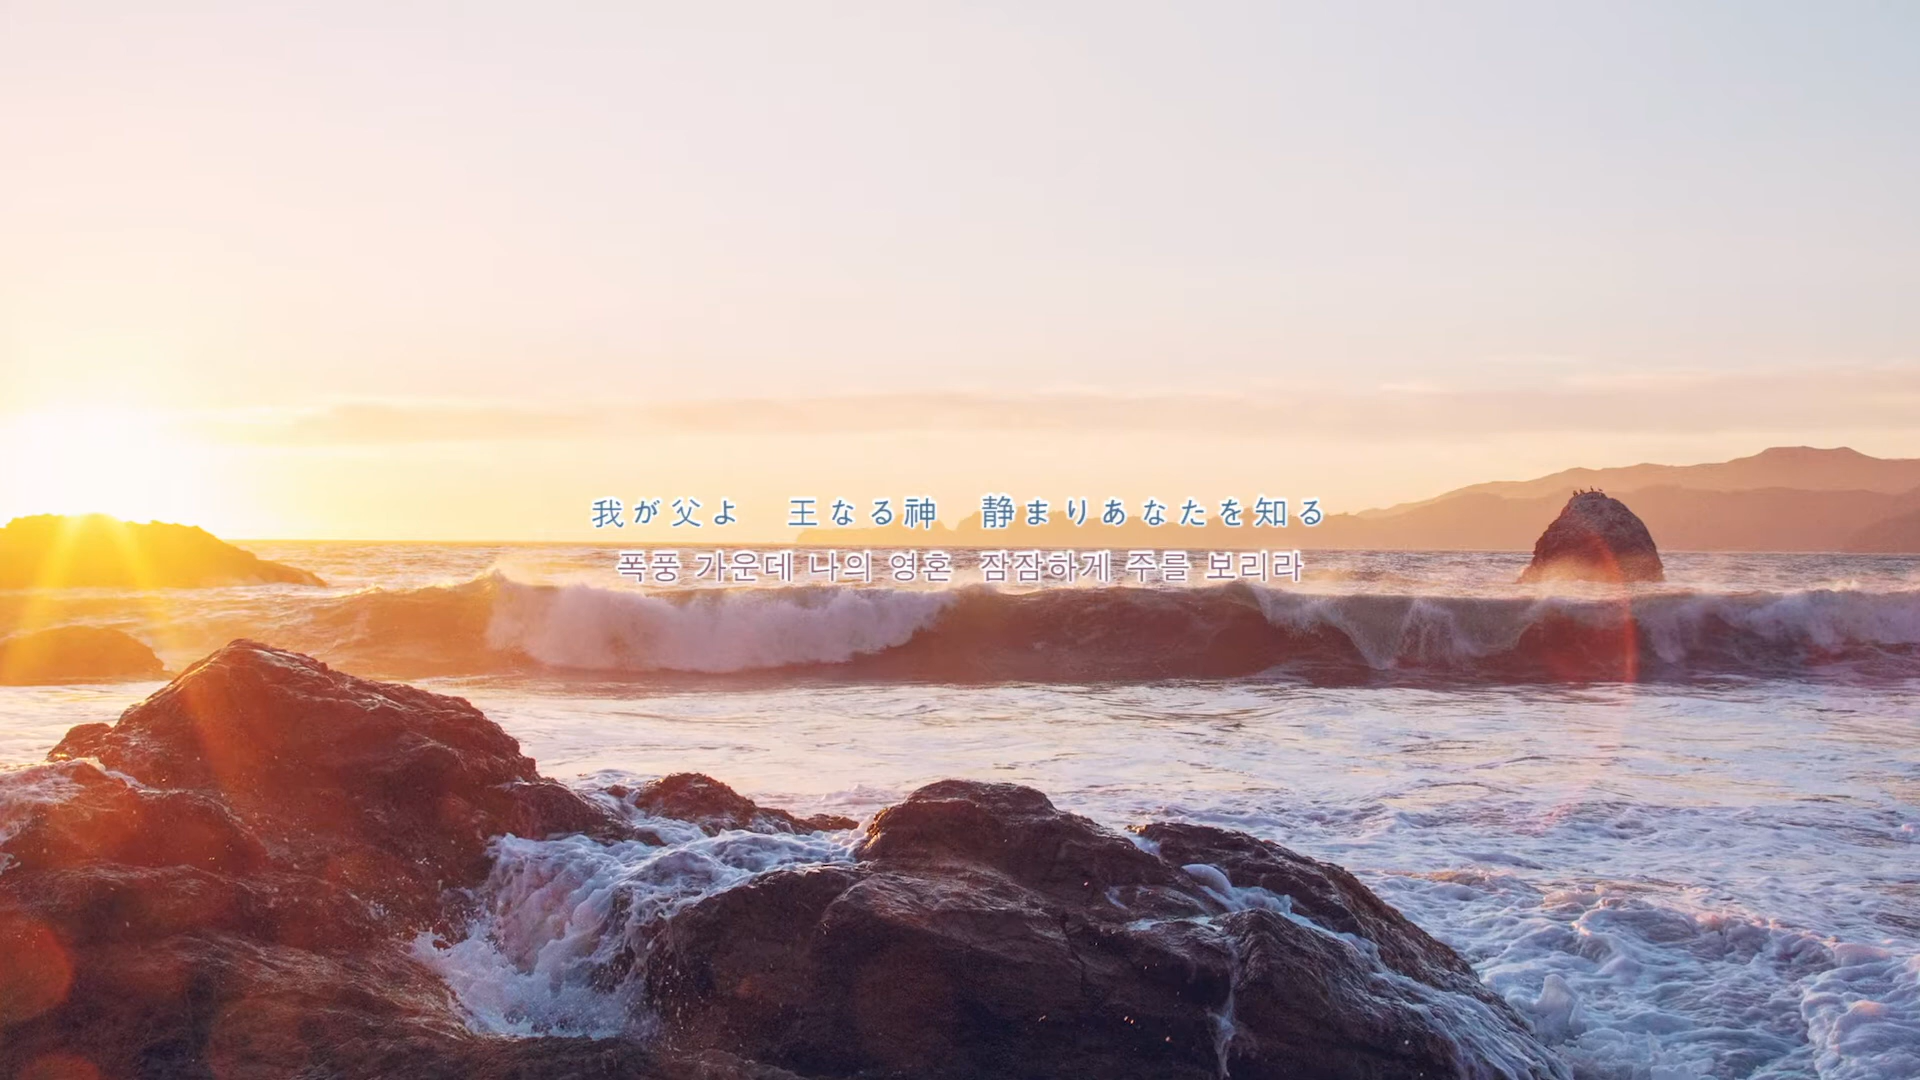 我が父よ　王なる神　静まりあなたを知る
폭풍 가운데 나의 영혼  잠잠하게 주를 보리라